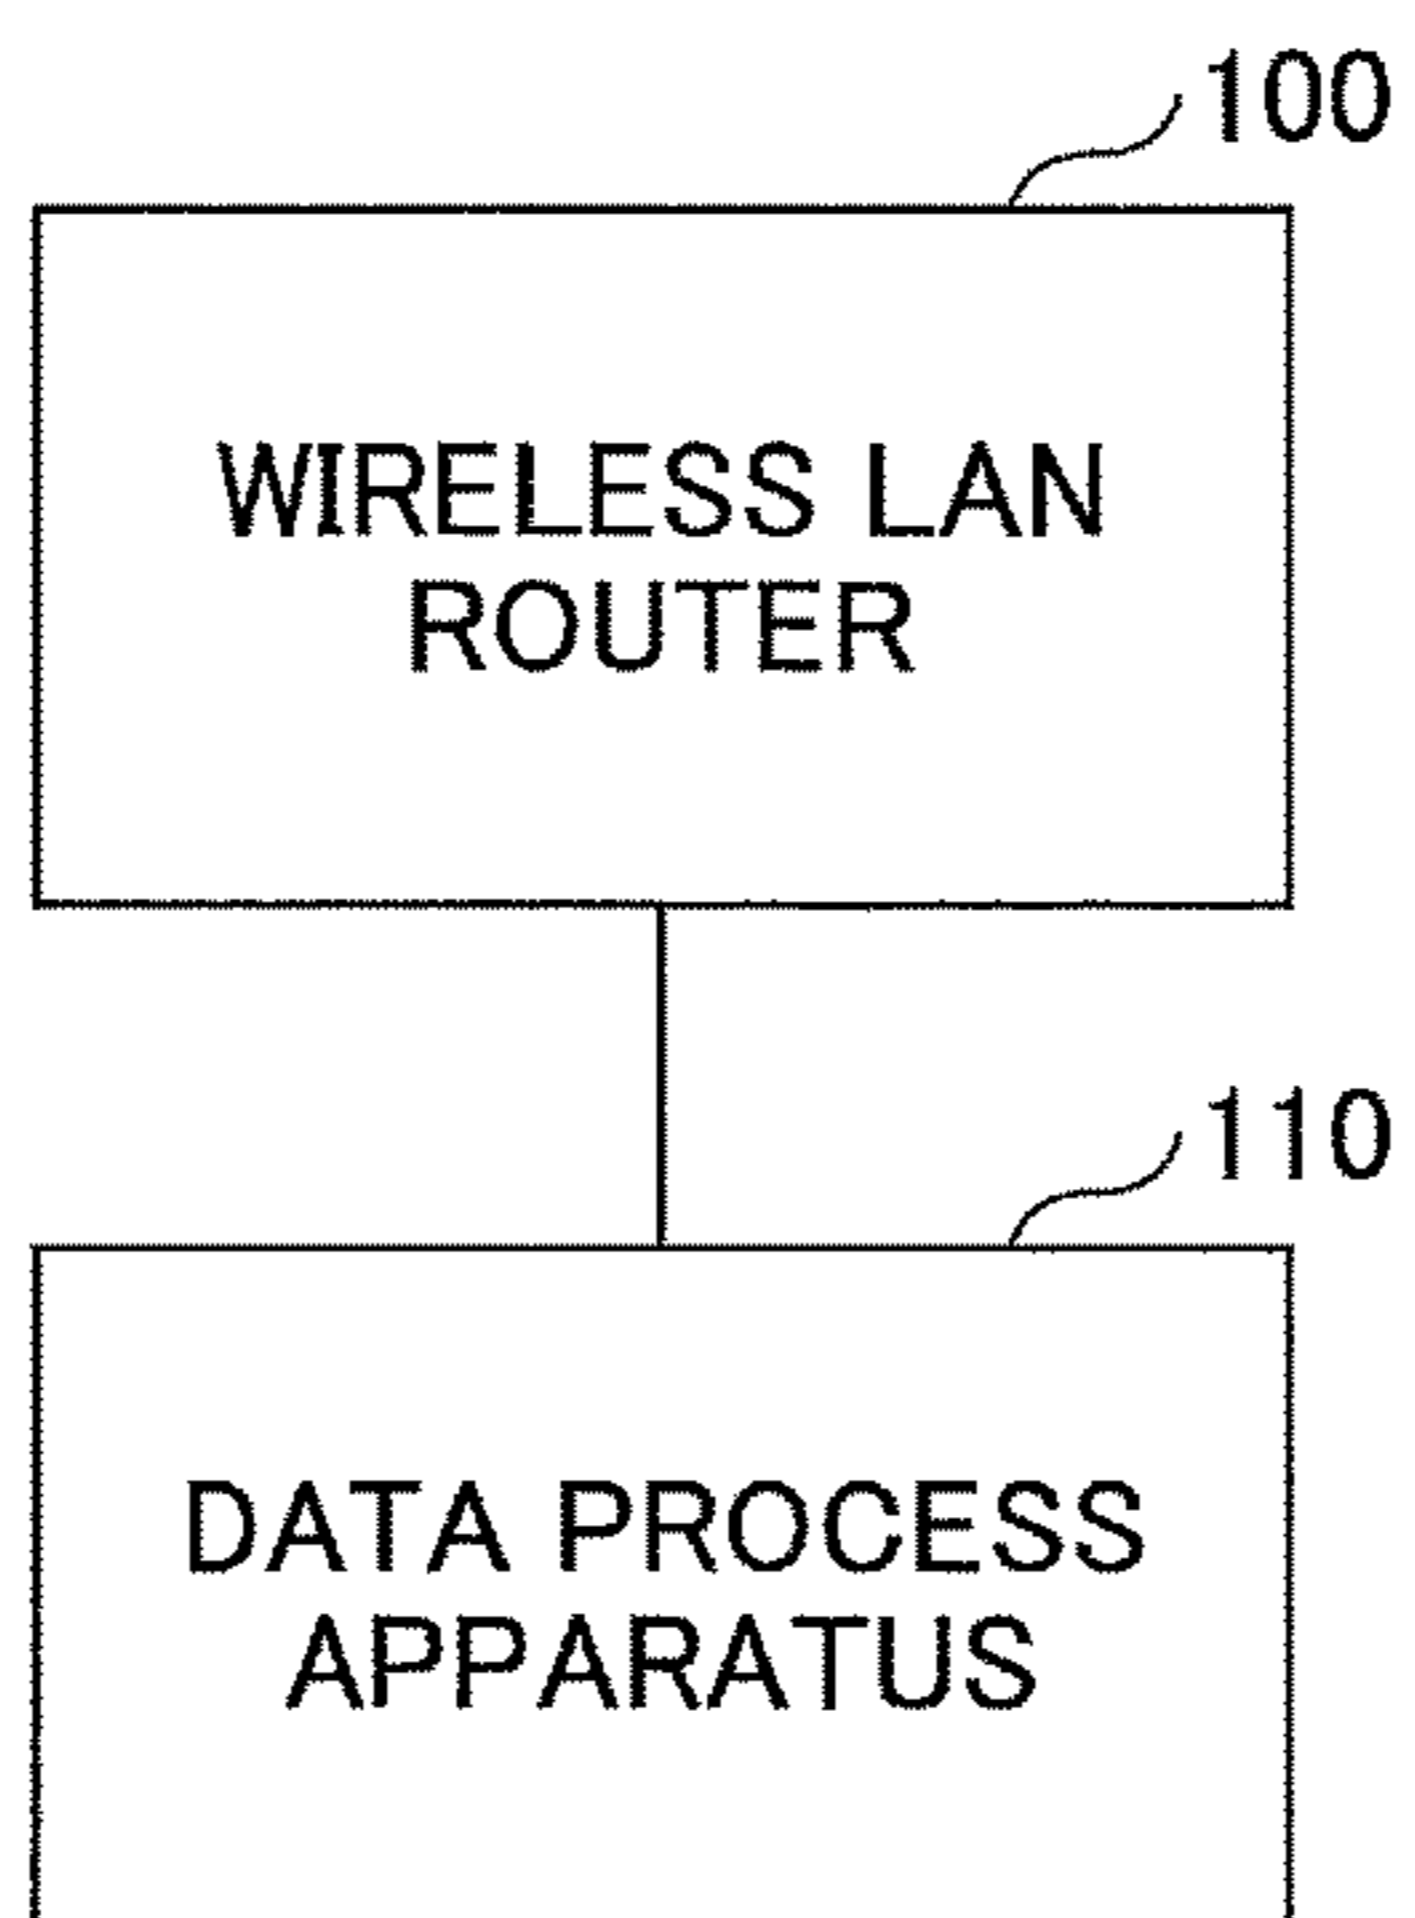 100
WIRELESS LAN
ROUTER
110
DATA PROCESS
APPARATUS